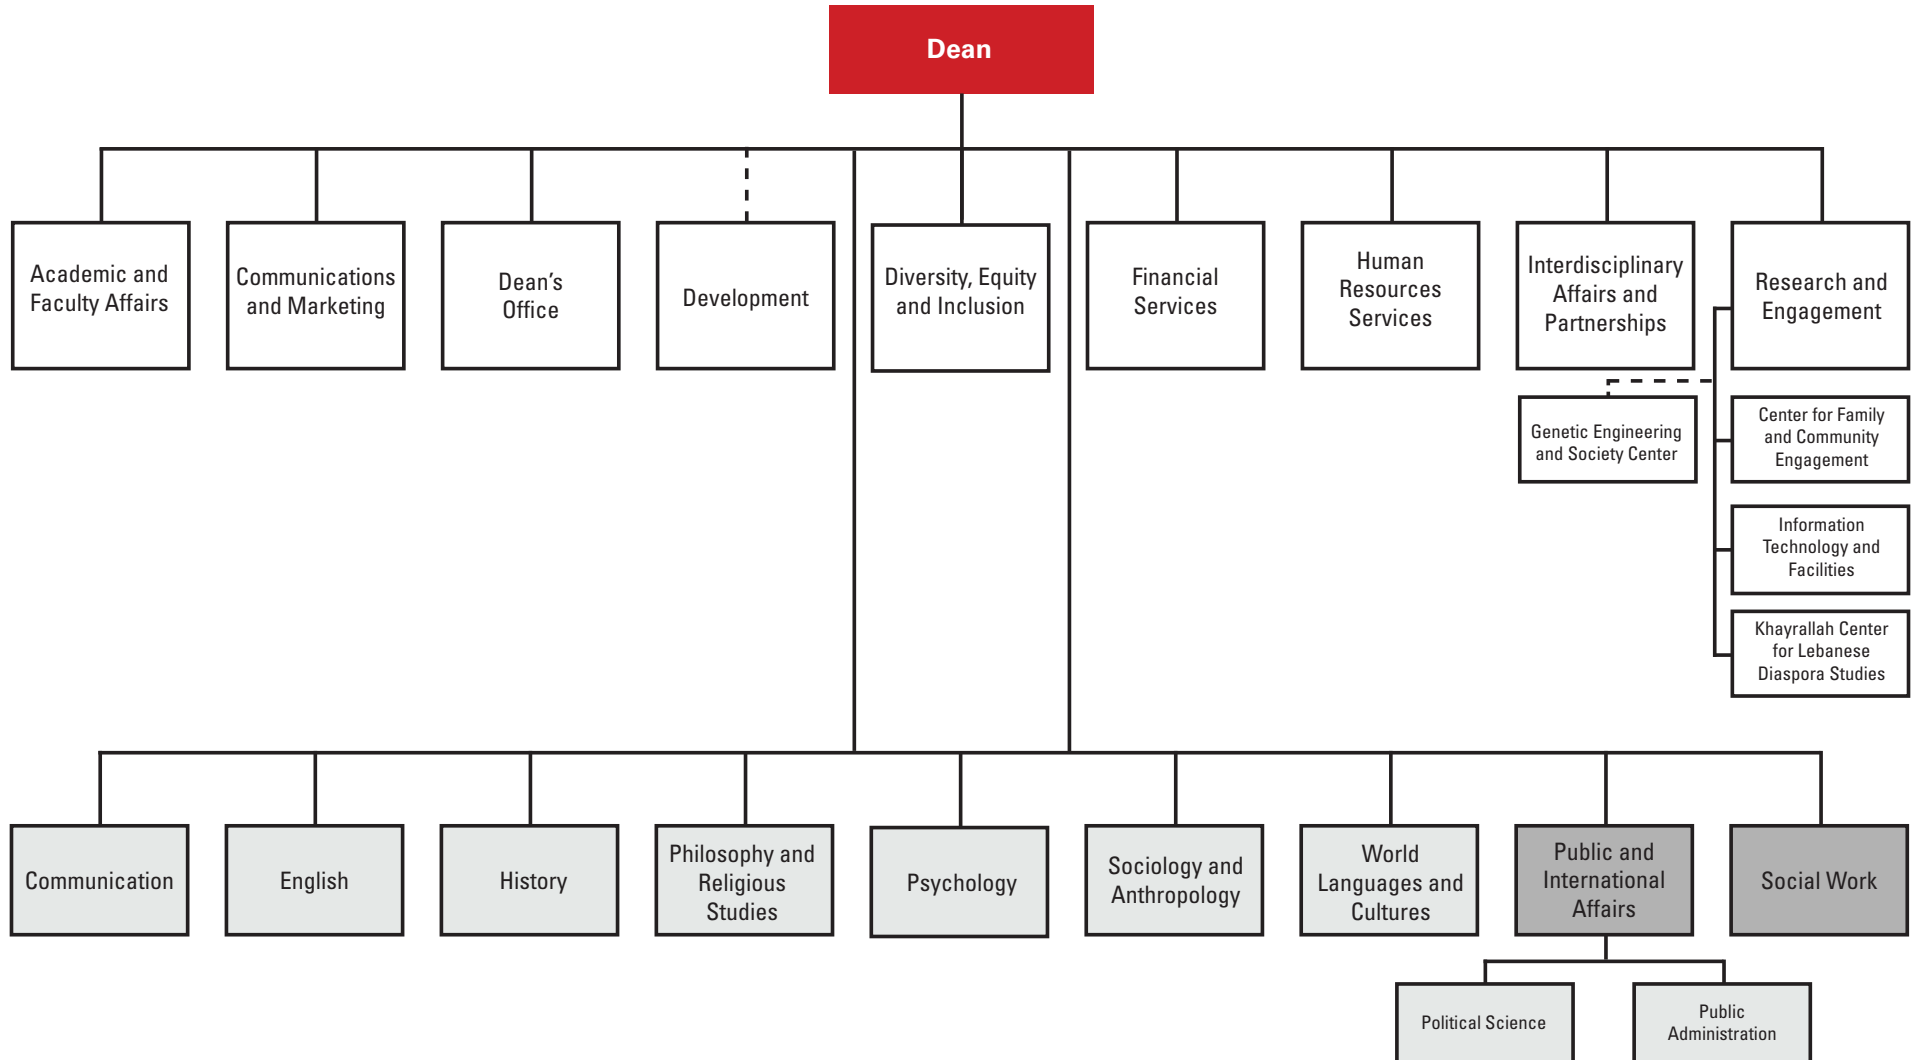 Dean
Academic and
Faculty Affairs
Communications
and Marketing
Dean’s
Office
Development
Diversity, Equity
and Inclusion
Financial
Services
Human
Resources
Services
Interdisciplinary
Affairs and
Partnerships
Research and
Engagement
Genetic Engineering
and Society Center
Center for Family
and Community
Engagement
Information
Technology and
Facilities
Khayrallah Center
for Lebanese
Diaspora Studies
Communication
English
History
Philosophy and
Religious
Studies
Psychology
Sociology and
Anthropology
World
Languages and
Cultures
Public and
International
Affairs
Social Work
Political Science
Public
Administration